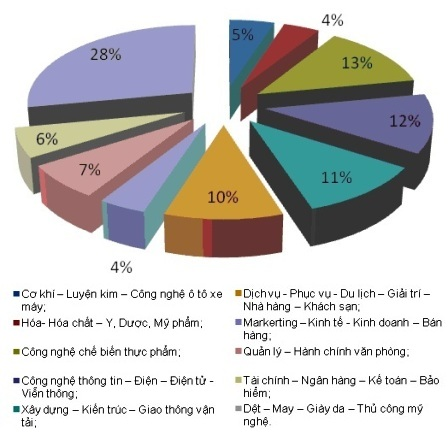 28%
5%
4%
13%
12%
11%
10%
4%
7%
6%
Cơ khí – Luyện kim – Công nghệ ô tô xe
máy;
Hóa- Hóa chất – Y, Dược, Mỹ phẩm;
Công nghệ chế biến thực phẩm;
Công nghệ thông tin – Điện – Điện tử -
Viễn thông;
Xây dựng – Kiến trúc – Giao thông vận
tải;
Dịch vụ - Phục vụ - Du lịch – Giải trí –
Nhà hàng – Khách sạn;
Markerting – Kinh tế - Kinh doanh – Bán
hàng;
Quản lý – Hành chính văn phòng;
Tài chính – Ngân hàng – Kế toán – Bảo
hiểm;
Dệt – May – Giày da – Thủ công mỹ
nghệ.